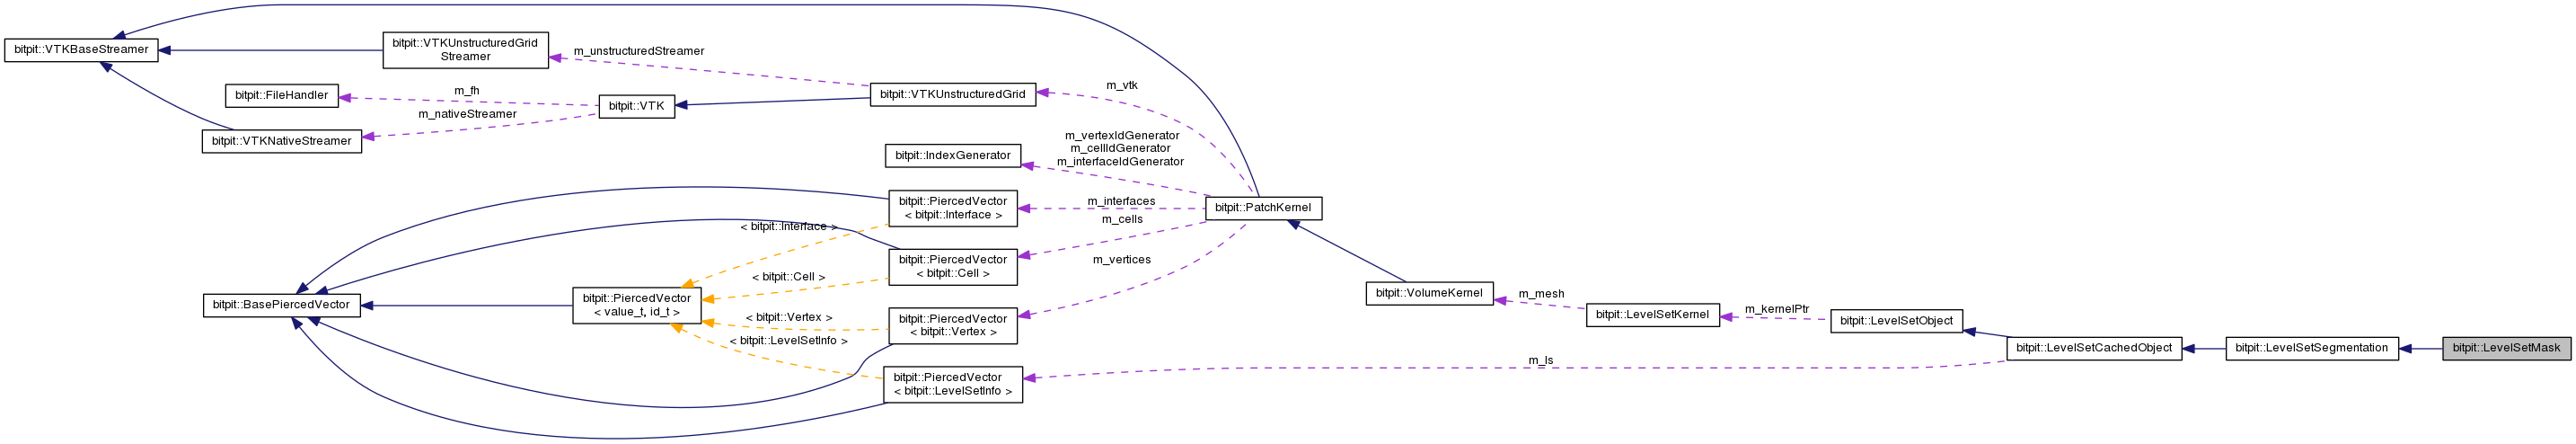 bitpit::VTKBaseStreamer
bitpit::VTKUnstructuredGrid
Streamer
m_unstructuredStreamer
bitpit::FileHandler
m_fh
bitpit::VTK
bitpit::VTKUnstructuredGrid
m_vtk
m_nativeStreamer
bitpit::VTKNativeStreamer
bitpit::IndexGenerator
m_vertexIdGenerator
m_cellIdGenerator
m_interfaceIdGenerator
bitpit::PiercedVector
< bitpit::Interface >
m_interfaces
bitpit::PatchKernel
m_cells
< bitpit::Interface >
bitpit::PiercedVector
< bitpit::Cell >
m_vertices
< bitpit::Cell >
bitpit::BasePiercedVector
bitpit::PiercedVector
< value_t, id_t >
< bitpit::Vertex >
bitpit::PiercedVector
< bitpit::Vertex >
bitpit::VolumeKernel
m_mesh
bitpit::LevelSetKernel
m_kernelPtr
bitpit::LevelSetObject
< bitpit::LevelSetInfo >
bitpit::PiercedVector
< bitpit::LevelSetInfo >
m_ls
bitpit::LevelSetCachedObject
bitpit::LevelSetSegmentation
bitpit::LevelSetMask